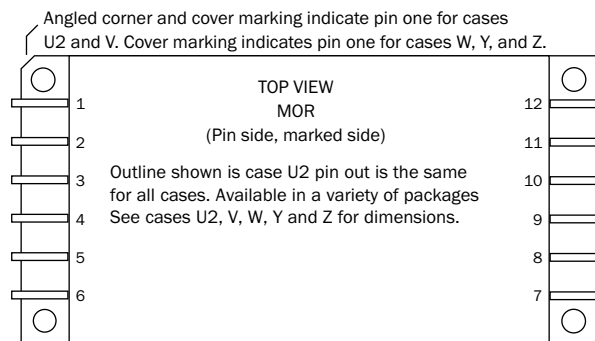 Angled corner and cover marking indicate pin one for cases
U2 and V. Cover marking indicates pin one for cases W, Y, and Z.
TOP VIEW
MOR
(Pin side, marked side)
Outline shown is case U2 pin out is the same
for all cases. Available in a variety of packages
See cases U2, V, W, Y and Z for dimensions.
1
2
3
4
5
6
12
11
10
9
8
7